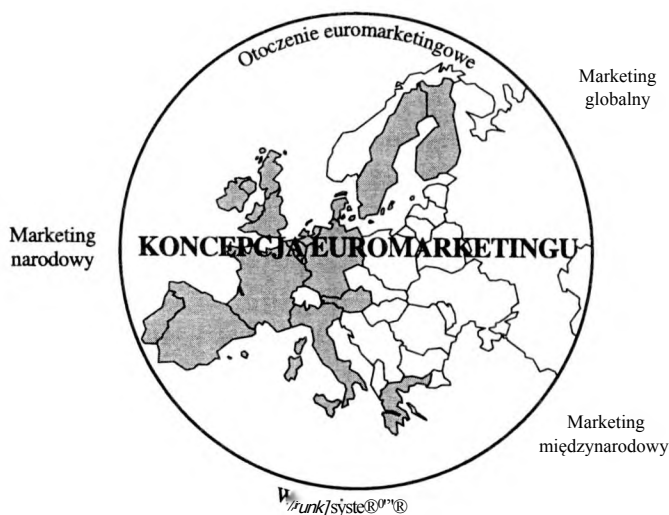 Otoczenie euromarketingowe
Marketing
globalny
Marketing
narodowy
KONCEPCJA EUROMARKETINGU
Marketing
międzynarodowy